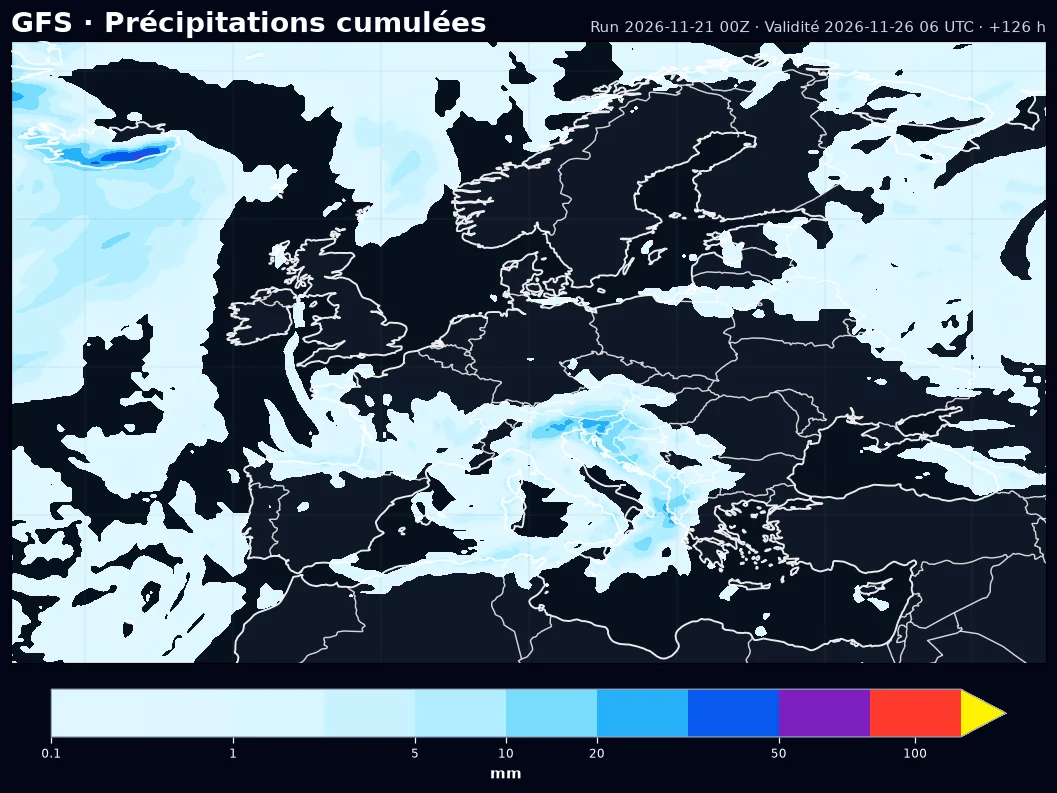 GFS · Précipitations cumulées
Run 2026-11-21 00Z · Validité 2026-11-26 06 UTC · +126 h
0.1 1 5 10 20 50 100
mm